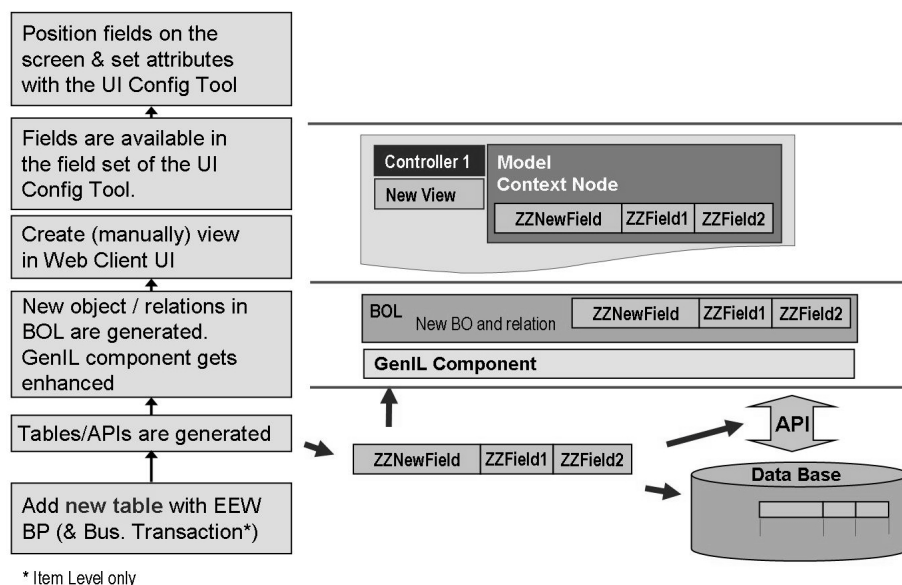 Position fields on the
screen & set attributes
with the UI Config Tool
Fields are available in
the field set of the UI
Config Tool.
Create (manually) view
in Web Client UI
New object / relations in
BOL are generated.
GenIL component gets
enhanced
Tables/APIs are generated
Add new table with EEW
BP (& Bus. Transaction*)
* Item Level only
Controller 1
New View
Model
Context Node
ZZNewField ZZField1 ZZField2
BOL
New BO and relation
ZZNewField ZZField1 ZZField2
GenIL Component
ZZNewField ZZField1 ZZField2
API
Data Base